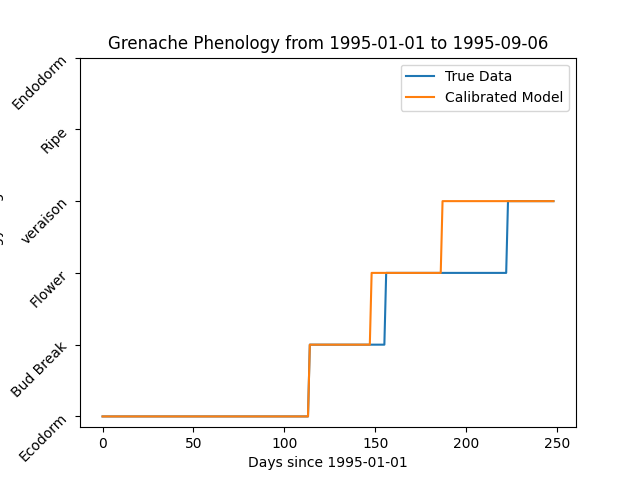 Grenache Phenology from 1995-01-01 to 1995-09-06
True Data
Calibrated Model
Endodorm
Ripe
veraison
Flower
Bud Break
Ecodorm
0 50 100 150 200 250
Days since 1995-01-01